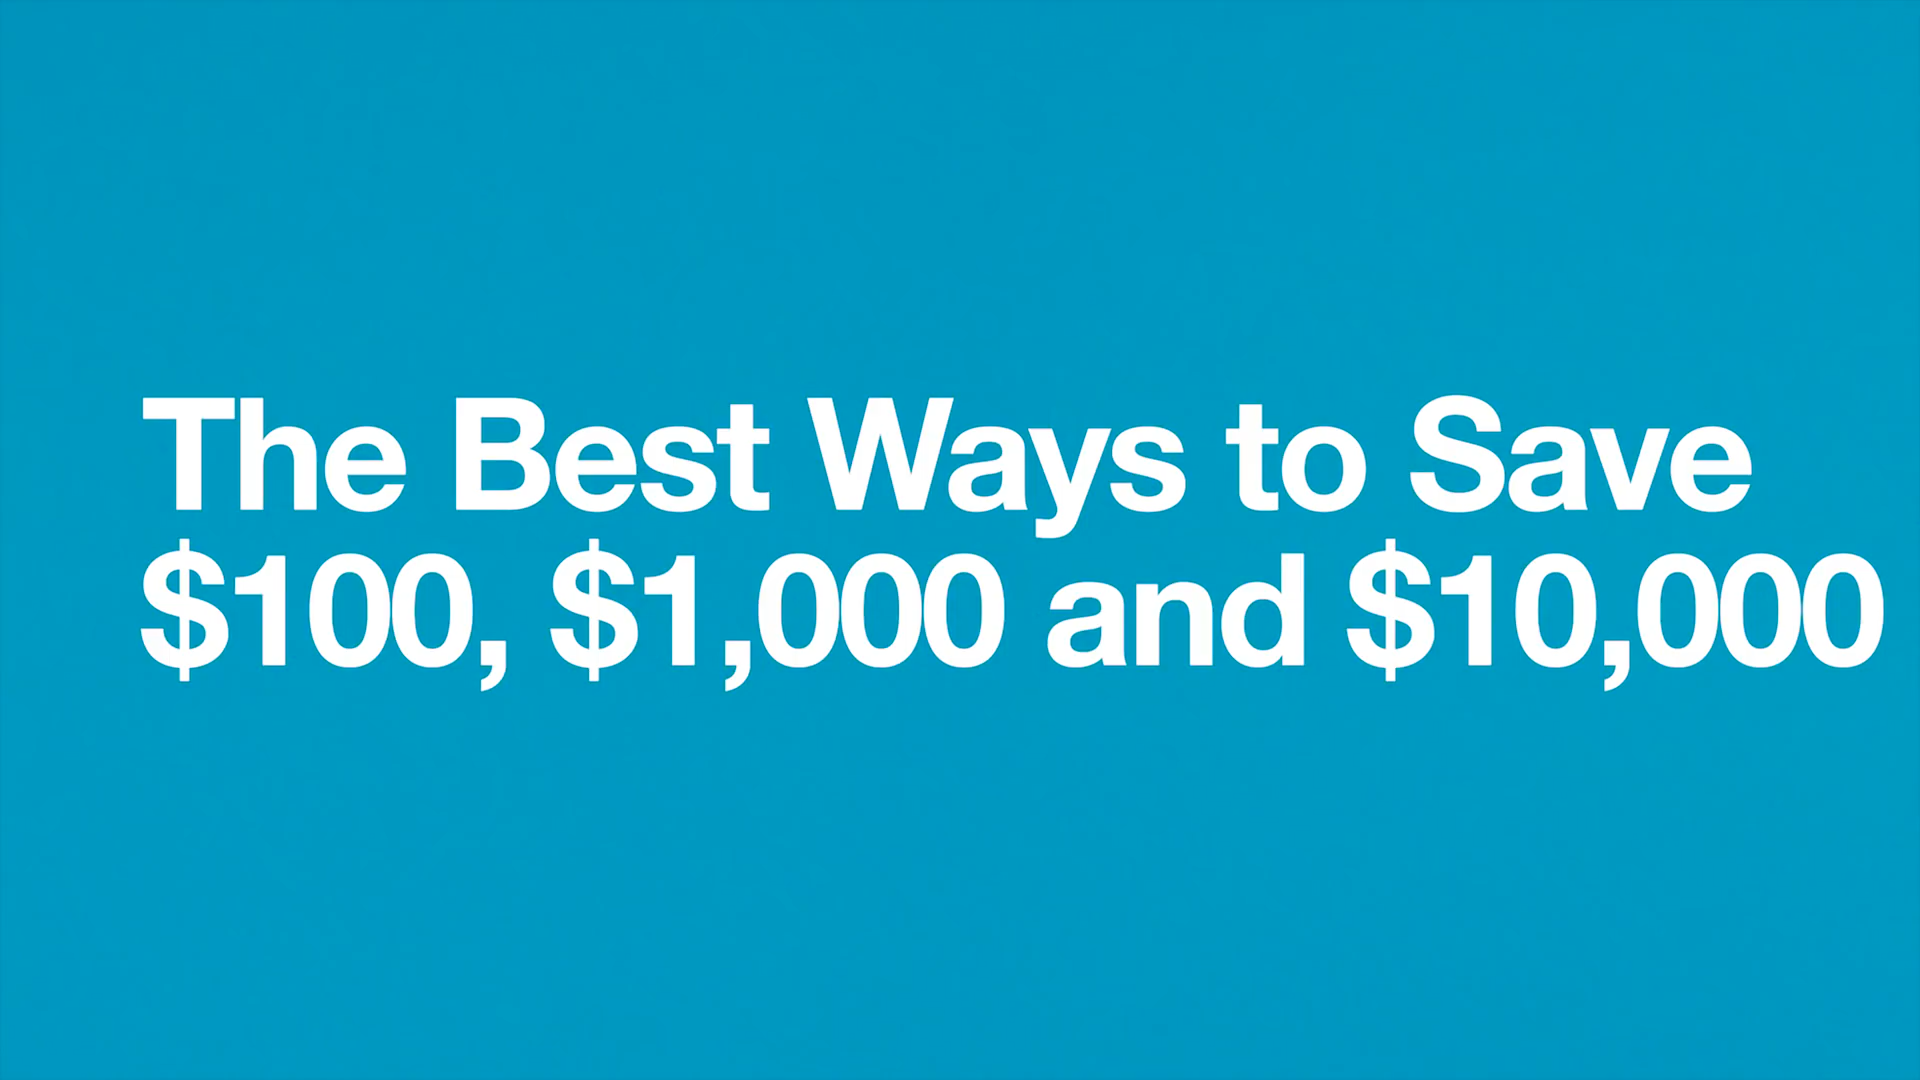 The Best Ways to Save
$100, $1,000 and $10,000